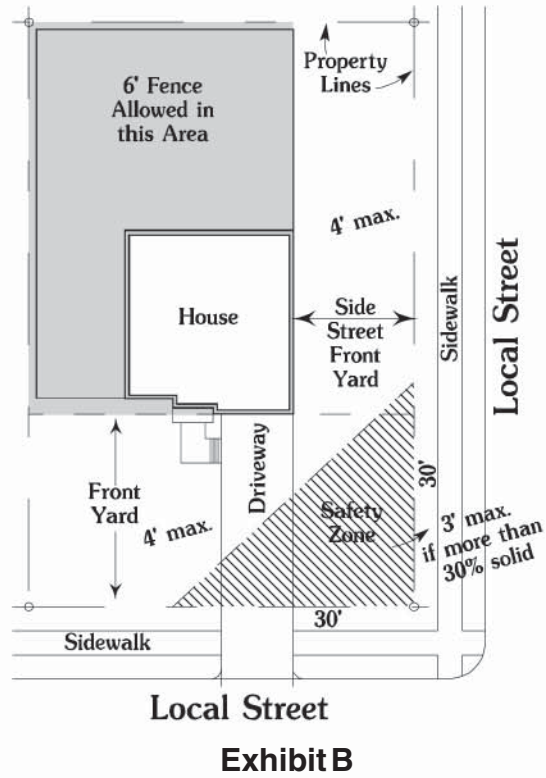 6' Fence
Allowed in
this Area
Property
Lines
4' max.
House
Side
Street
Front
Yard
Sidewalk
Local Street
Front
Yard
4' max.
Driveway
Safety
Zone
30'
3' max.
if more than
30% solid
30'
Sidewalk
Local Street
Exhibit B